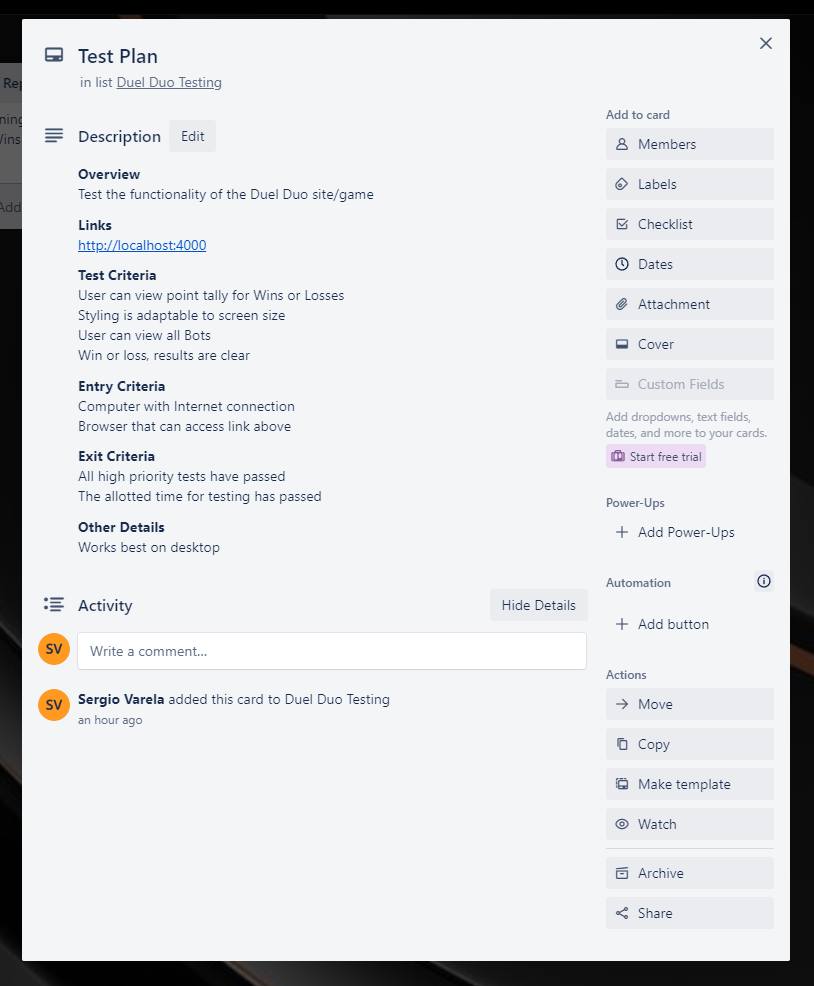 Test Plan
in list Duel Duo Testing
Description
Edit
Overview
Test the functionality of the Duel Duo site/game
Links
http://localhost:4000
Test Criteria
User can view point tally for Wins or Losses
Styling is adaptable to screen size
User can view all Bots
Win or loss, results are clear
Entry Criteria
Computer with Internet connection
Browser that can access link above
Exit Criteria
All high priority tests have passed
The allotted time for testing has passed
Other Details
Works best on desktop
Activity
Hide Details
SV
Write a comment...
SV
Sergio Varela added this card to Duel Duo Testing
an hour ago
Add to card
Members
Labels
Checklist
Dates
Attachment
Cover
Custom Fields
Add dropdowns, text fields,
dates, and more to your cards.
Start free trial
Power-Ups
Add Power-Ups
Automation
Add button
Actions
Move
Copy
Make template
Watch
Archive
Share
Rep
ning
Wins
Add